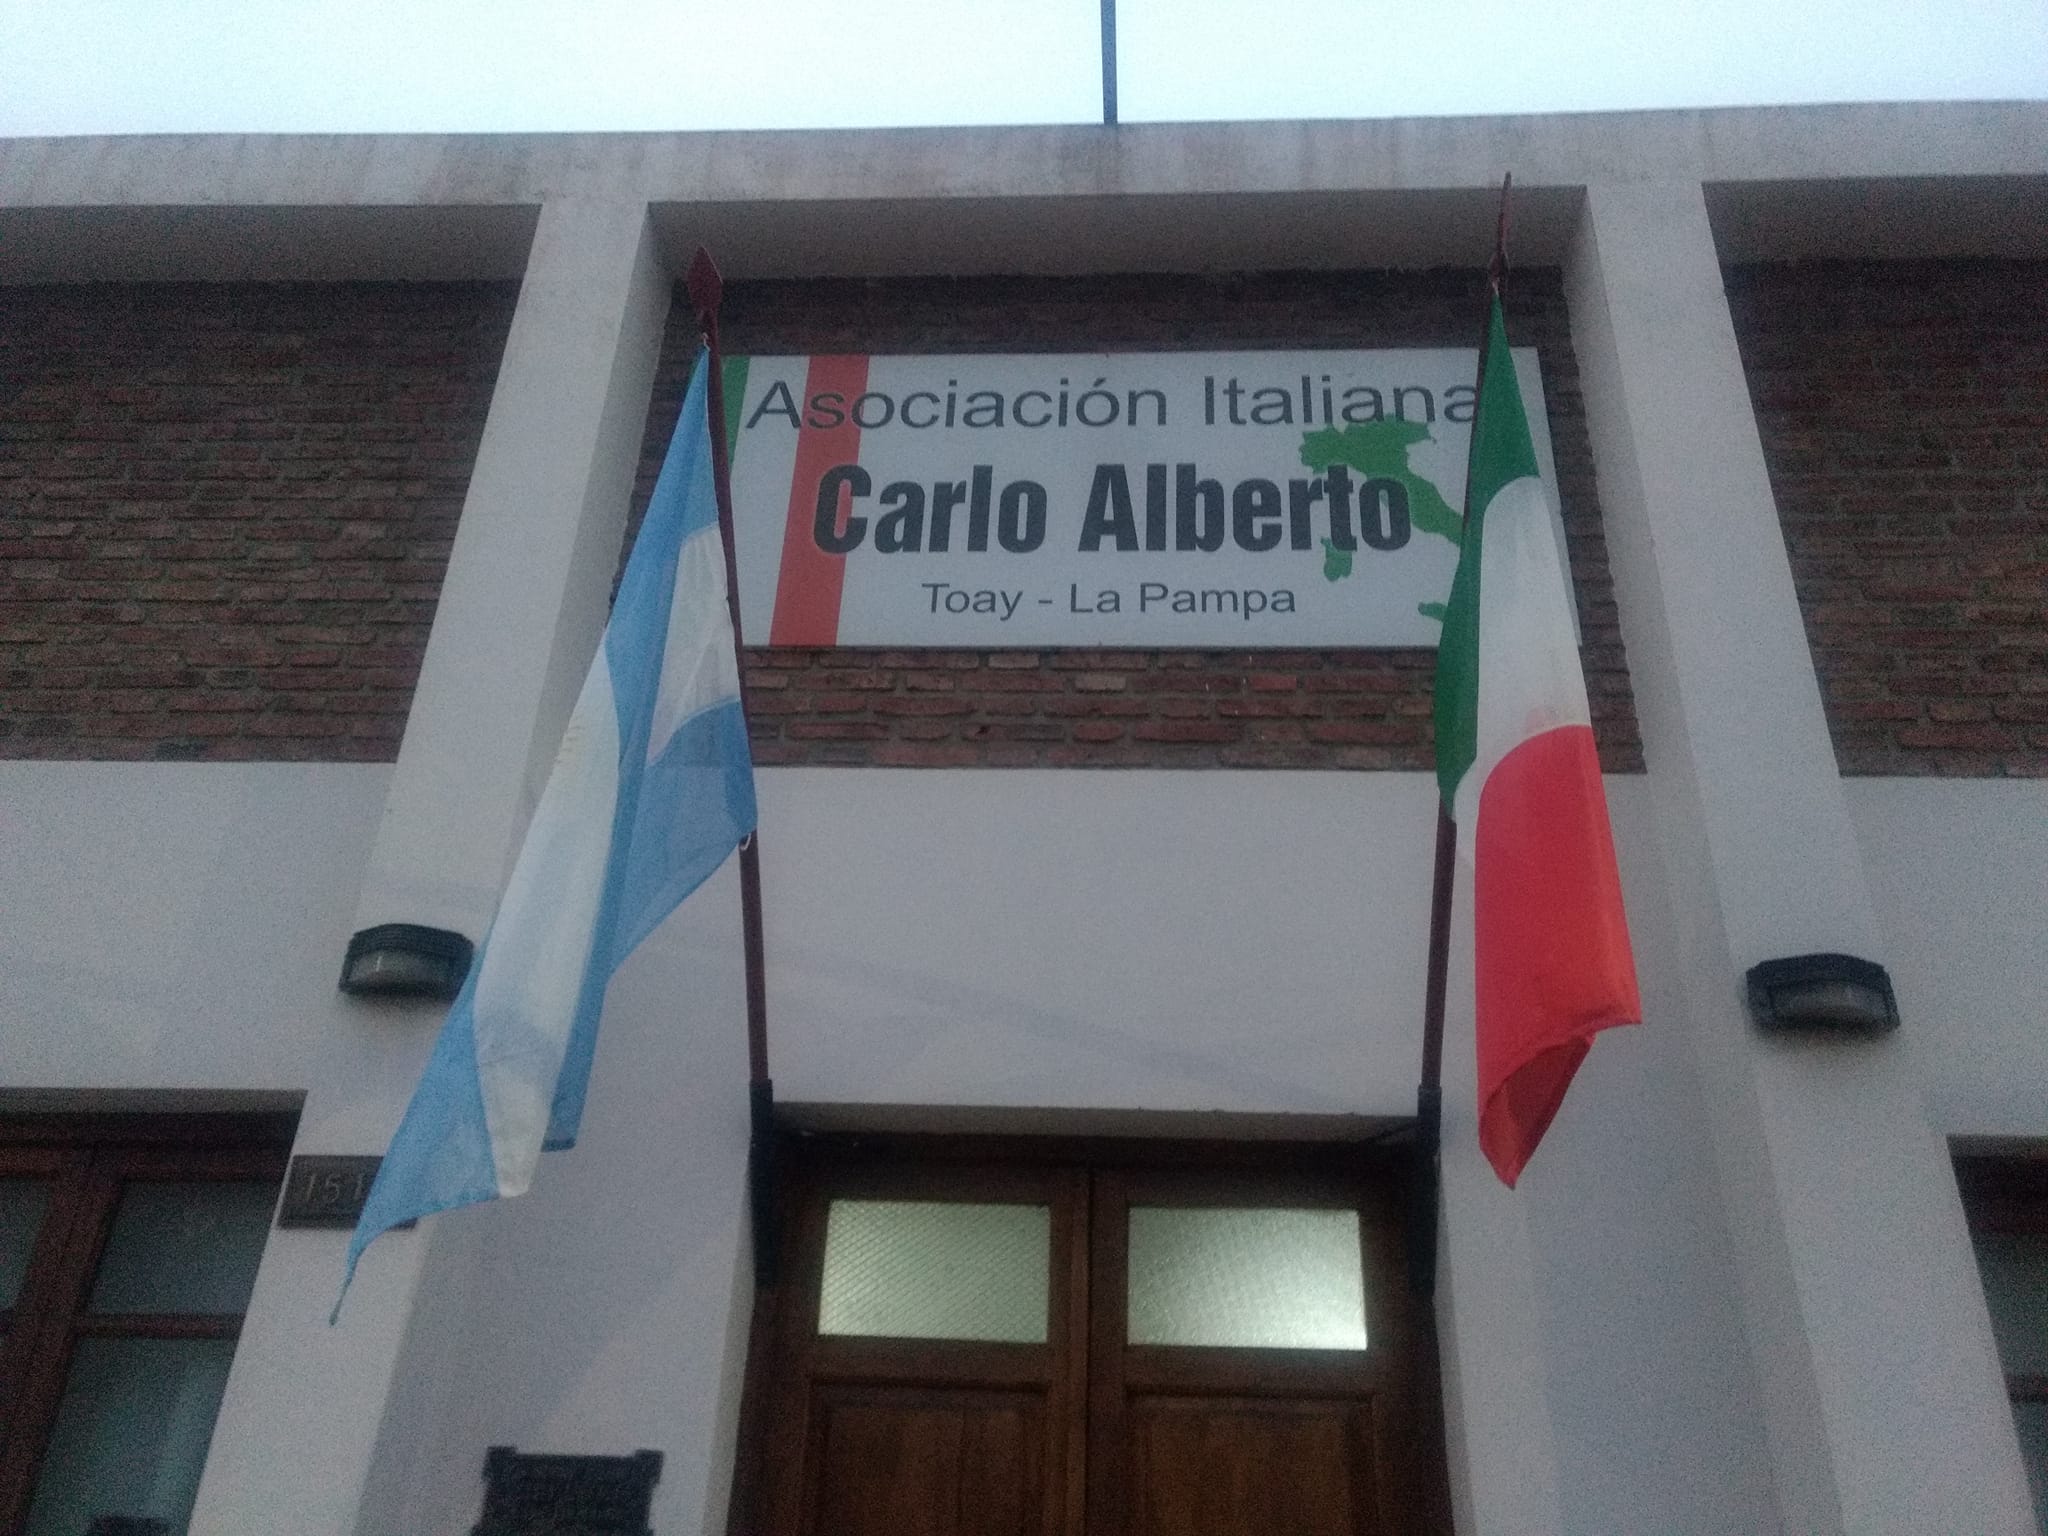 Asociación Italiana
Carlo Alberto
Toay - La Pampa